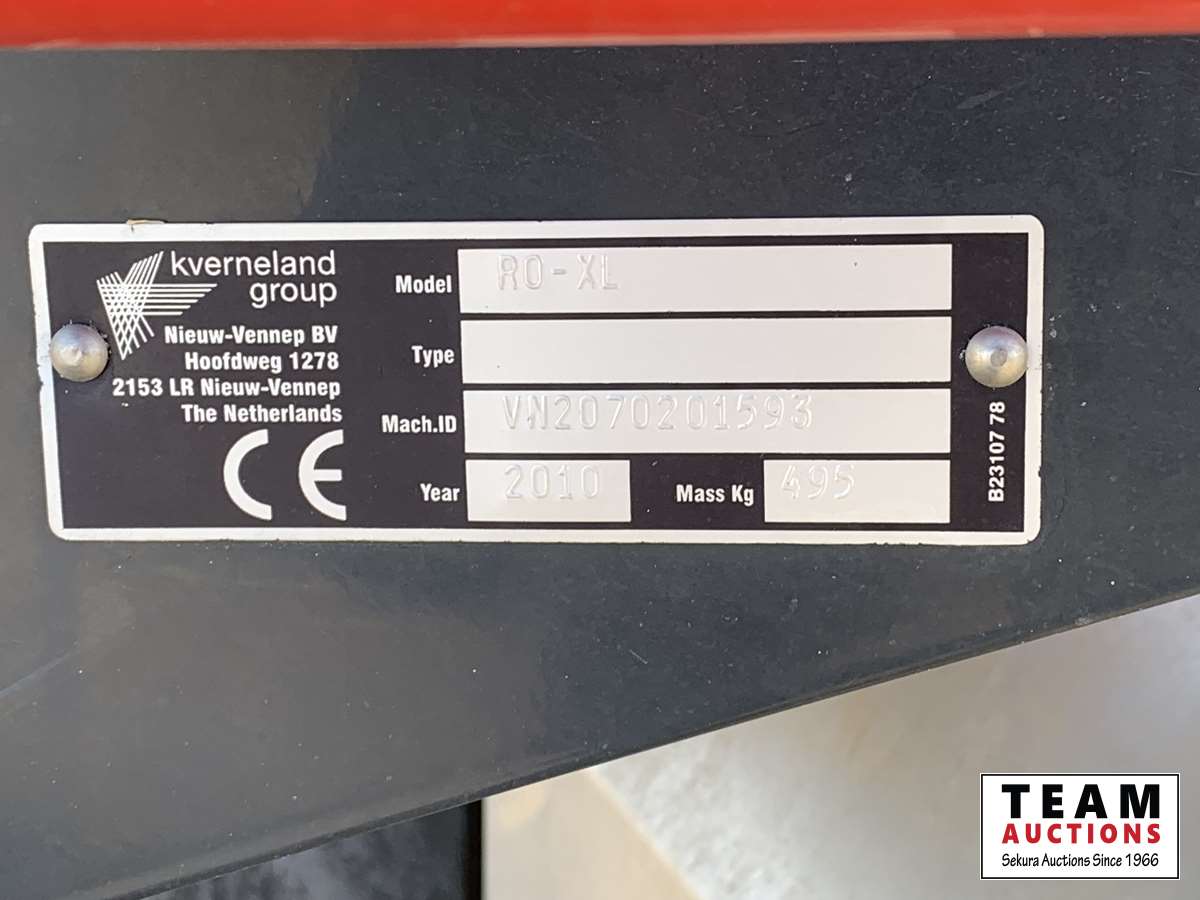 kverneland
group
Nieuw-Vennep BV
Hoofdweg 1278
2153 LR Nieuw-Vennep
The Netherlands
CE
Model RO-XL
Type
Mach.ID VN2070201593
Year 2010 Mass Kg 495
B23107 78
TEAM
AUCTIONS
Sekura Auctions Since 1966